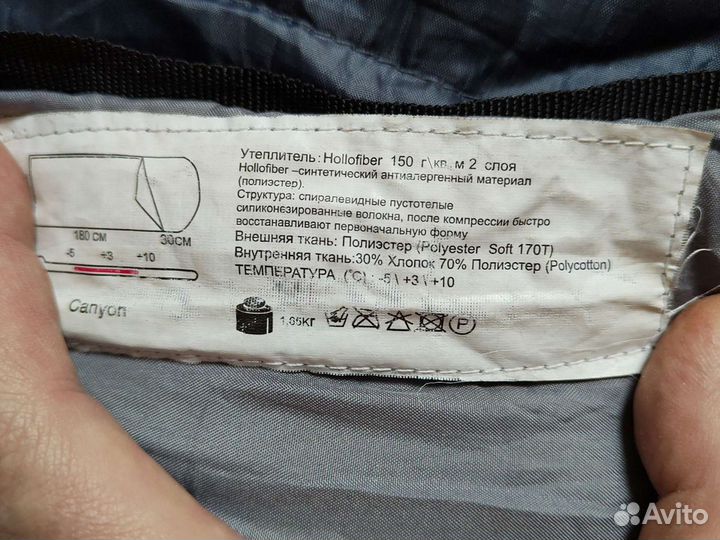 Утеплитель: Hollofiber 150 г\кв. м 2 слоя
Hollofiber –синтетический антиалергенный материал
(полиэстер).
Структура: спиралевидные пустотелые
силиконезированные волокна, после компрессии быстро
восстанавливают первоначальную форму
Внешняя ткань: Полиэстер (Polyester Soft 170T)
Внутренняя ткань:30% Хлопок 70% Полиэстер (Polycotton)
ТЕМПЕРАТУРА (°C): -5 \ +3 \ +10
180 СМ 30СМ
-5 +3 +10
Canyon
1,85кг
P
Avito